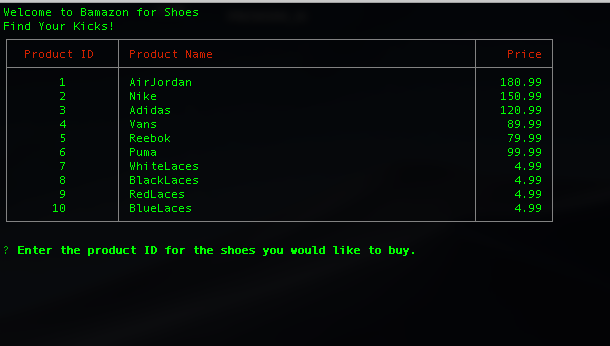 Welcome to Bamazon for Shoes
Find Your Kicks!
Product ID Product Name Price
1 AirJordan 180.99
2 Nike 150.99
3 Adidas 120.99
4 Vans 89.99
5 Reebok 79.99
6 Puma 99.99
7 WhiteLaces 4.99
8 BlackLaces 4.99
9 RedLaces 4.99
10 BlueLaces 4.99
? Enter the product ID for the shoes you would like to buy.